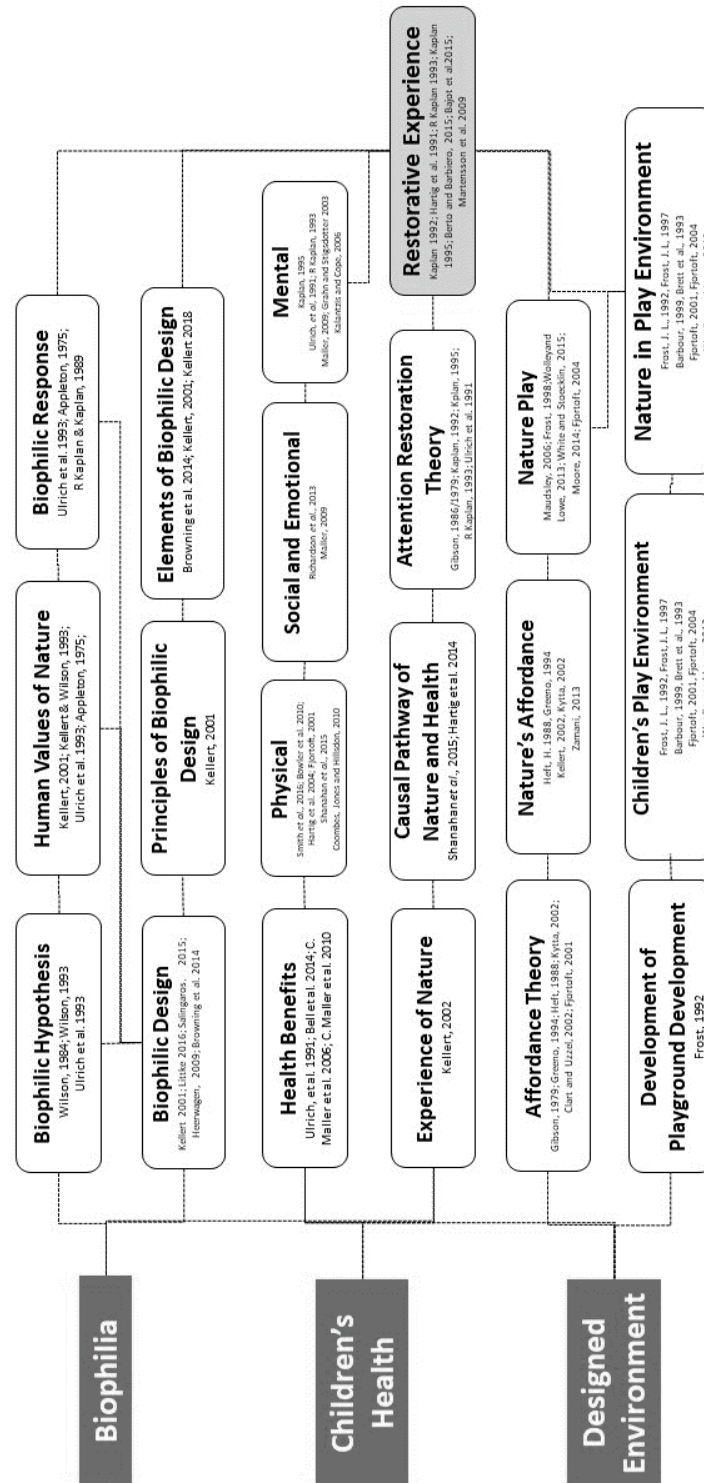 Biophilia
Biophilic Hypothesis
Wilson, 1984; Wilson, 1993
Ulrich et al. 1993
Human Values of Nature
Kellert, 2001; Kellert & Wilson, 1993;
Ulrich et al. 1993; Appleton, 1975;
Biophilic Response
Ulrich et al. 1993; Appleton, 1975;
R Kaplan & Kaplan, 1989
Biophilic Design
Kellert 2001; Littke 2016; Salingaros, 2015;
Heerwagen, 2009; Browning et al. 2014
Principles of Biophilic
Design
Kellert, 2001
Elements of Biophilic Design
Browning et al. 2014; Kellert, 2001; Kellert 2018
Children's
Health
Health Benefits
Ulrich, et al. 1991; Bell et al. 2014; C.
Maller et al. 2006; C. Maller et al. 2010
Physical
Smith et al., 2016; Bowler et al. 2010;
Hartig et al. 2004; Fjortoft, 2001
Shanahan et al., 2015
Coombes, Jones and Hillsdon, 2010
Social and Emotional
Richardson et al., 2013
Maller, 2009
Mental
Kaplan, 1995
Ulrich, et al, 1991; R Kaplan, 1993
Maller, 2009; Grahn and Stigsdotter 2003
Kalantzis and Cope, 2006
Experience of Nature
Kellert, 2002
Causal Pathway of
Nature and Health
Shanahan et al., 2015; Hartig et al. 2014
Attention Restoration
Theory
Gibson, 1986/1979; Kaplan, 1992; Kplan, 1995;
R Kaplan, 1993; Ulrich et al. 1991
Restorative Experience
Kaplan 1992; Hartig et al. 1991; R Kaplan 1993; Kaplan
1995; Berto and Barbiero, 2015; Bajot et al.2015;
Martensson et al. 2009
Designed
Environment
Affordance Theory
Gibson, 1979; Greeno, 1994; Heft, 1988; Kytta, 2002;
Clart and Uzzel, 2002; Fjortoft, 2001
Nature's Affordance
Heft, H. 1988, Greeno, 1994
Kellert, 2002, Kytta, 2002
Zamani, 2013
Nature Play
Maudsley, 2006; Frost, 1998;Wolleyand
Lowe, 2013; White and Stoecklin, 2015;
Moore, 2014; Fjortoft, 2004
Development of
Playground Development
Frost, 1992
Children's Play Environment
Frost, J. L., 1992, Frost, J. L, 1997
Barbour, 1999, Brett et al., 1993
Fjortoft, 2001, Fjortoft, 2004
Nature in Play Environment
Frost, J. L., 1992, Frost, J. L, 1997
Barbour, 1999, Brett et al., 1993
Fjortoft, 2001, Fjortoft, 2004